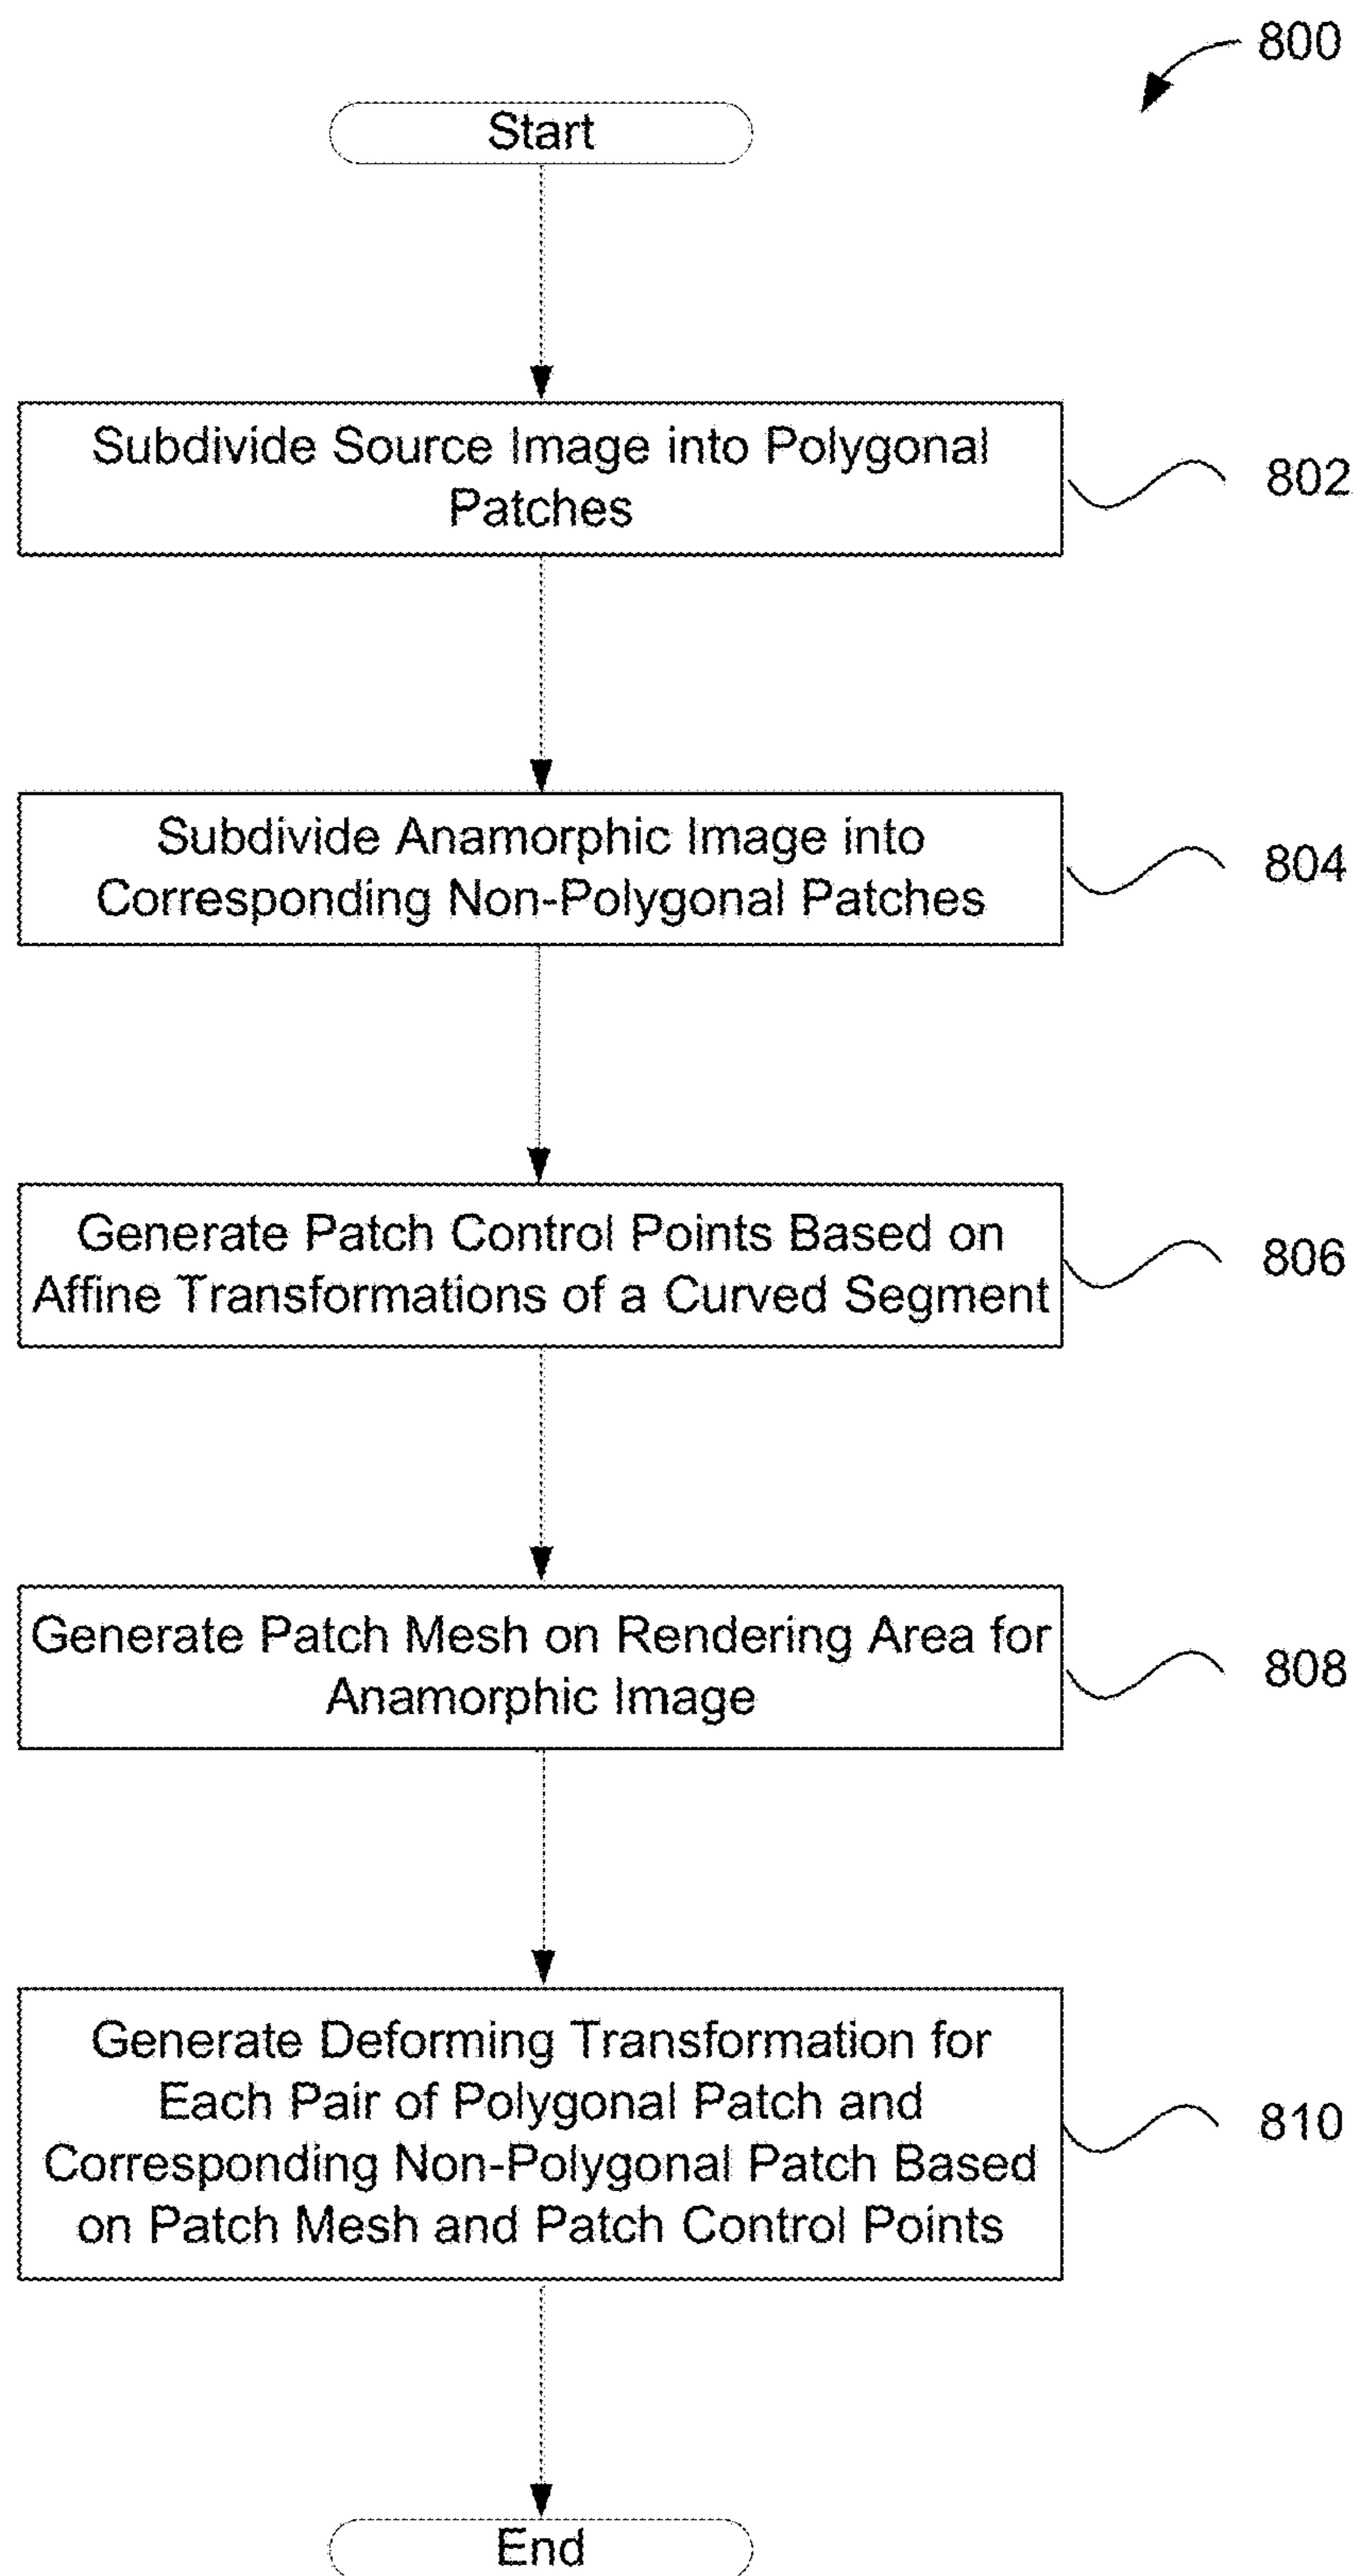 800
Start
Subdivide Source Image into Polygonal
Patches
802
Subdivide Anamorphic Image into
Corresponding Non-Polygonal Patches
804
Generate Patch Control Points Based on
Affine Transformations of a Curved Segment
806
Generate Patch Mesh on Rendering Area for
Anamorphic Image
808
Generate Deforming Transformation for
Each Pair of Polygonal Patch and
Corresponding Non-Polygonal Patch Based
on Patch Mesh and Patch Control Points
810
End